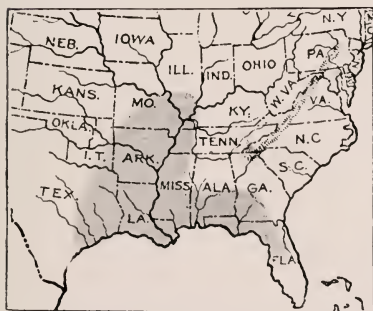 N.Y
NEB.
IOWA
PA.
ILL.
IND.
OHIO
KANS.
MO.
W.VA.
VA.
KY.
OKLA.
TENN.
N.C
I.T.
ARK.
S.C.
TEX
MISS.
ALA.
GA.
LA.
FLA